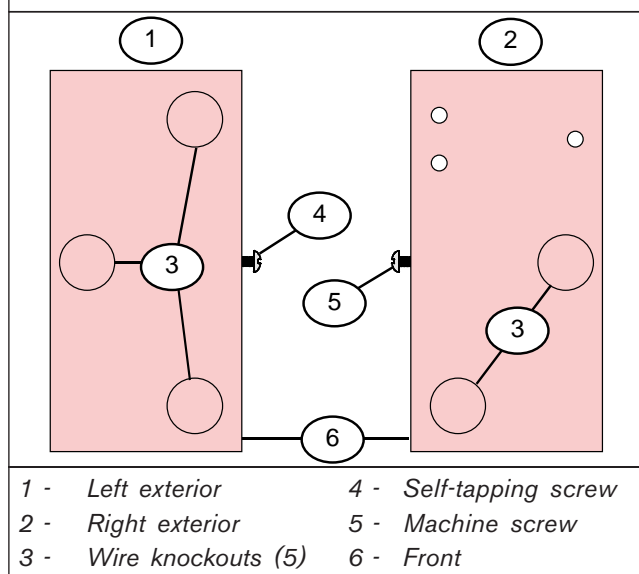 1
2
3
4
5
3
6
1 - Left exterior
2 - Right exterior
3 - Wire knockouts (5)
4 - Self-tapping screw
5 - Machine screw
6 - Front